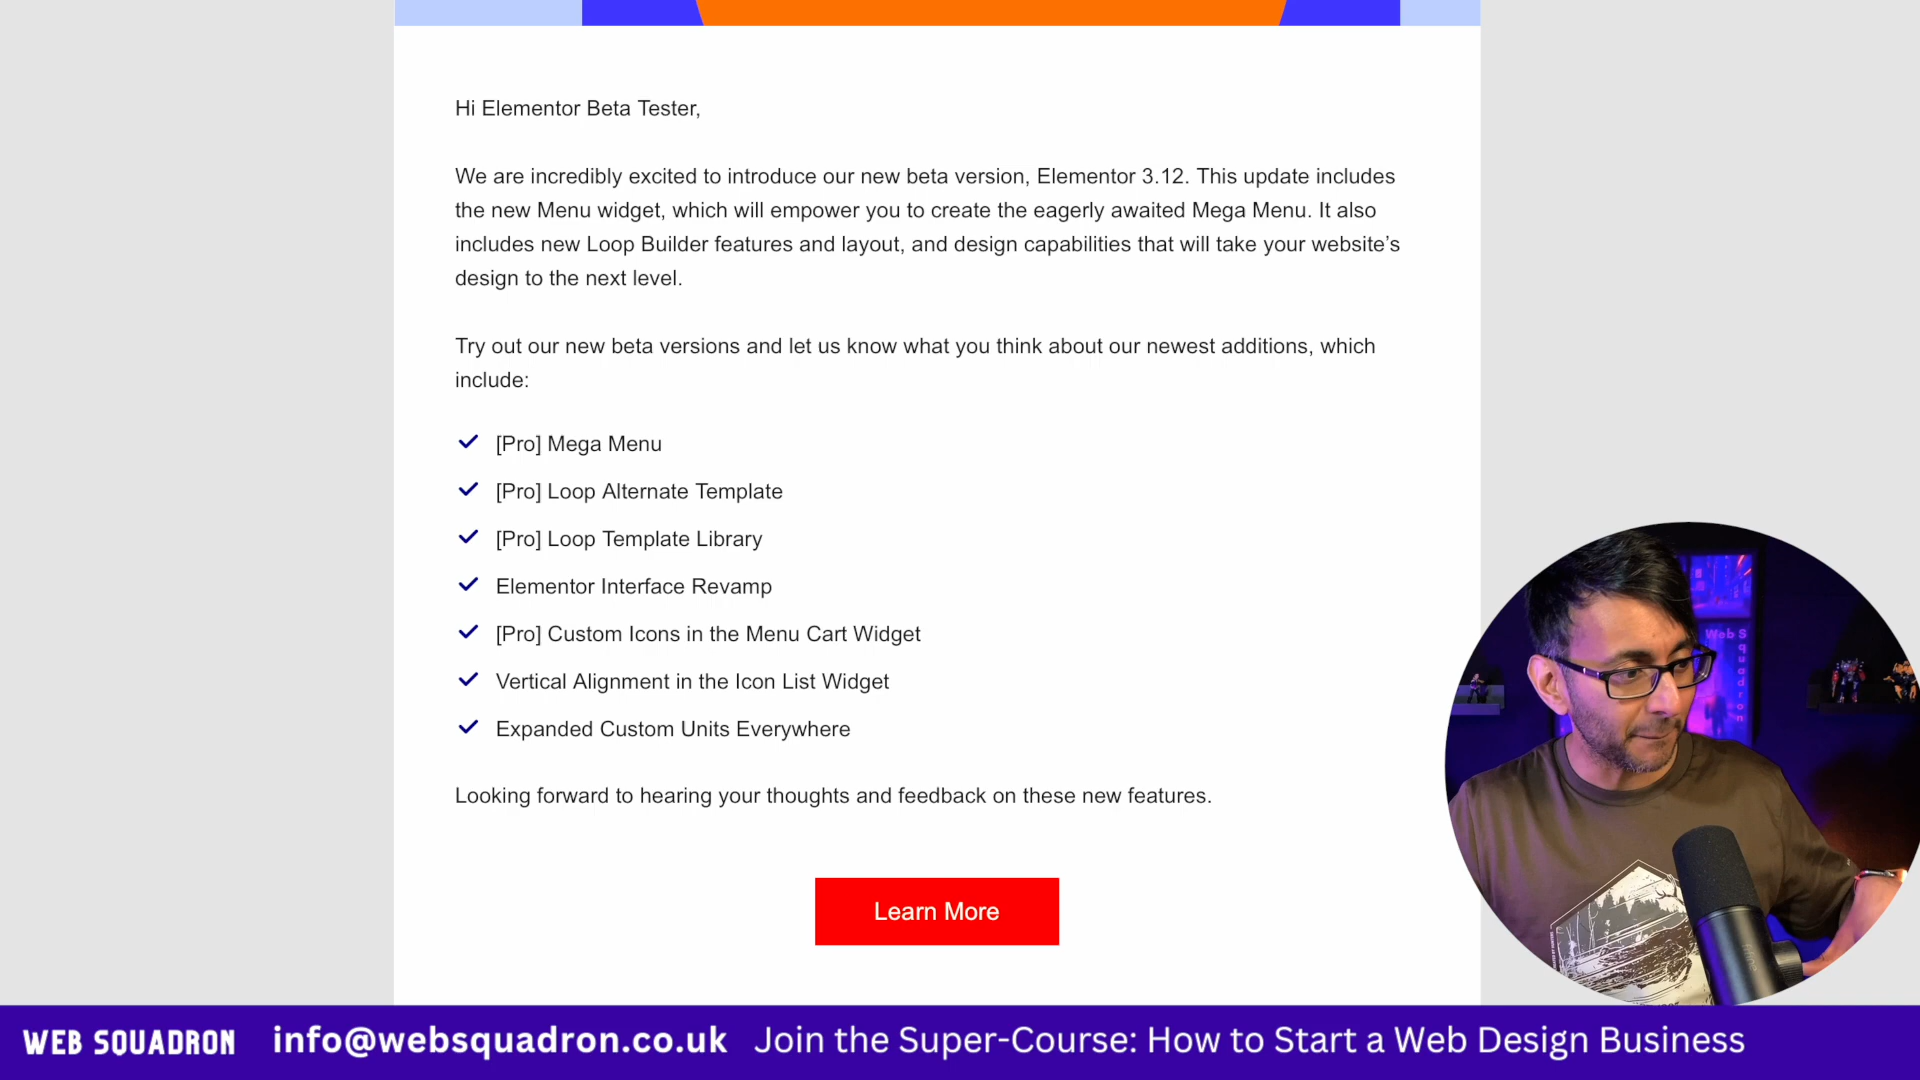 Hi Elementor Beta Tester,
We are incredibly excited to introduce our new beta version, Elementor 3.12. This update includes
the new Menu widget, which will empower you to create the eagerly awaited Mega Menu. It also
includes new Loop Builder features and layout, and design capabilities that will take your website’s
design to the next level.
Try out our new beta versions and let us know what you think about our newest additions, which
include:
[Pro] Mega Menu
[Pro] Loop Alternate Template
[Pro] Loop Template Library
Elementor Interface Revamp
[Pro] Custom Icons in the Menu Cart Widget
Vertical Alignment in the Icon List Widget
Expanded Custom Units Everywhere
Looking forward to hearing your thoughts and feedback on these new features.
Learn More
Web Squadron
WEB SQUADRON info@websquadron.co.uk Join the Super-Course: How to Start a Web Design Business